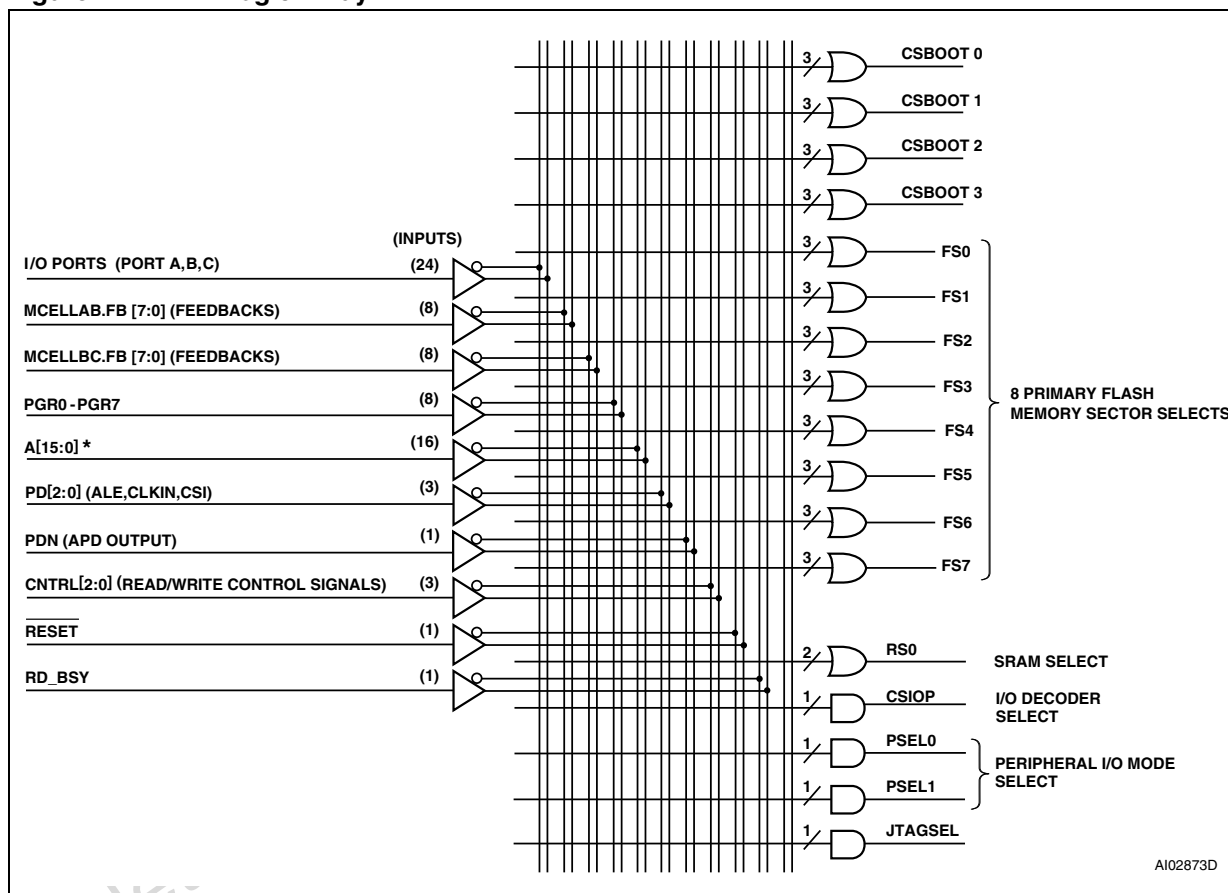 3 CSBOOT 0
3 CSBOOT 1
3 CSBOOT 2
3 CSBOOT 3
(INPUTS)
I/O PORTS (PORT A,B,C) (24)
MCELLAB.FB [7:0] (FEEDBACKS) (8)
MCELLBC.FB [7:0] (FEEDBACKS) (8)
PGR0 -PGR7 (8)
A[15:0] * (16)
PD[2:0] (ALE,CLKIN,CSI) (3)
PDN (APD OUTPUT) (1)
CNTRL[2:0] (READ/WRITE CONTROL SIGNALS) (3)
RESET (1)
RD_BSY (1)
3 FS0
3 FS1
3 FS2
3 FS3
3 FS4
3 FS5
3 FS6
3 FS7
8 PRIMARY FLASH
MEMORY SECTOR SELECTS
2 RS0 SRAM SELECT
1 CSIOP I/O DECODER
SELECT
1 PSEL0
1 PSEL1
PERIPHERAL I/O MODE
SELECT
1 JTAGSEL
AI02873D